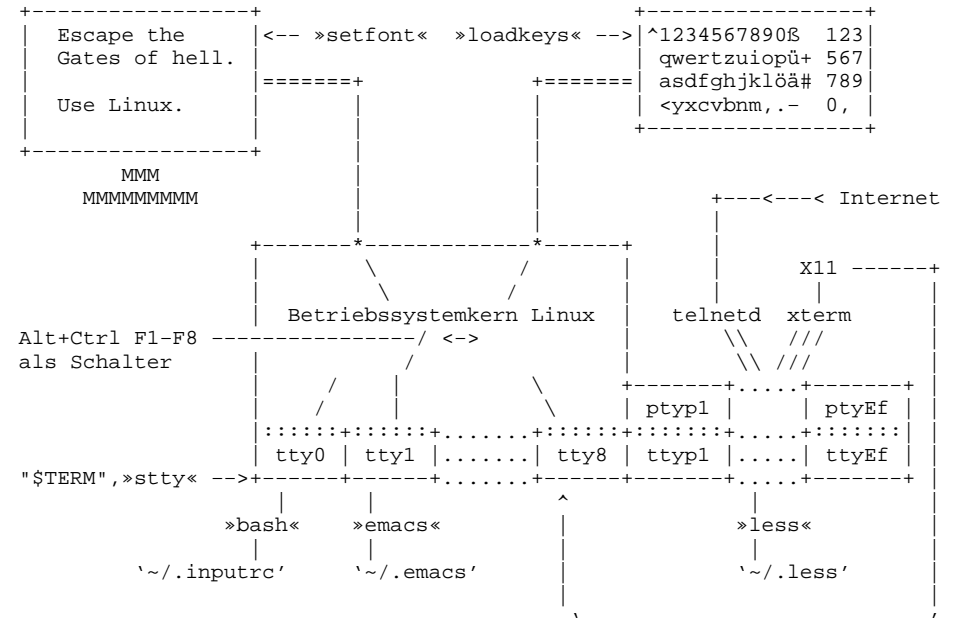 Escape the <-- »setfont« »loadkeys« --> ^1234567890ß 123
Gates of hell. qwertzuiopü+ 567
asdfghjklöä# 789
Use Linux. <yxcvbnm,.- 0,
MMM
MMMMMMMMM +---<---< Internet
X11
Betriebssystemkern Linux telnetd xterm
Alt+Ctrl F1-F8 <->
als Schalter
ptyp1 ptyEf
tty0 tty1 ....... tty8 ttyp1 ..... ttyEf
"$TERM",»stty« -->
»bash« »emacs« »less«
‘~/.inputrc’ ‘~/.emacs’ ‘~/.less’